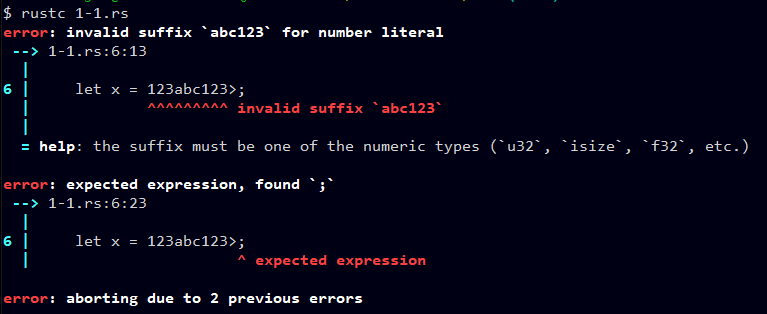 $ rustc 1-1.rs
error: invalid suffix `abc123` for number literal
 --> 1-1.rs:6:13
  |
6 |     let x = 123abc123>;
  |             ^^^^^^^^^ invalid suffix `abc123`
  |
  = help: the suffix must be one of the numeric types (`u32`, `isize`, `f32`, etc.)

error: expected expression, found `;`
 --> 1-1.rs:6:23
  |
6 |     let x = 123abc123>;
  |                       ^ expected expression

error: aborting due to 2 previous errors